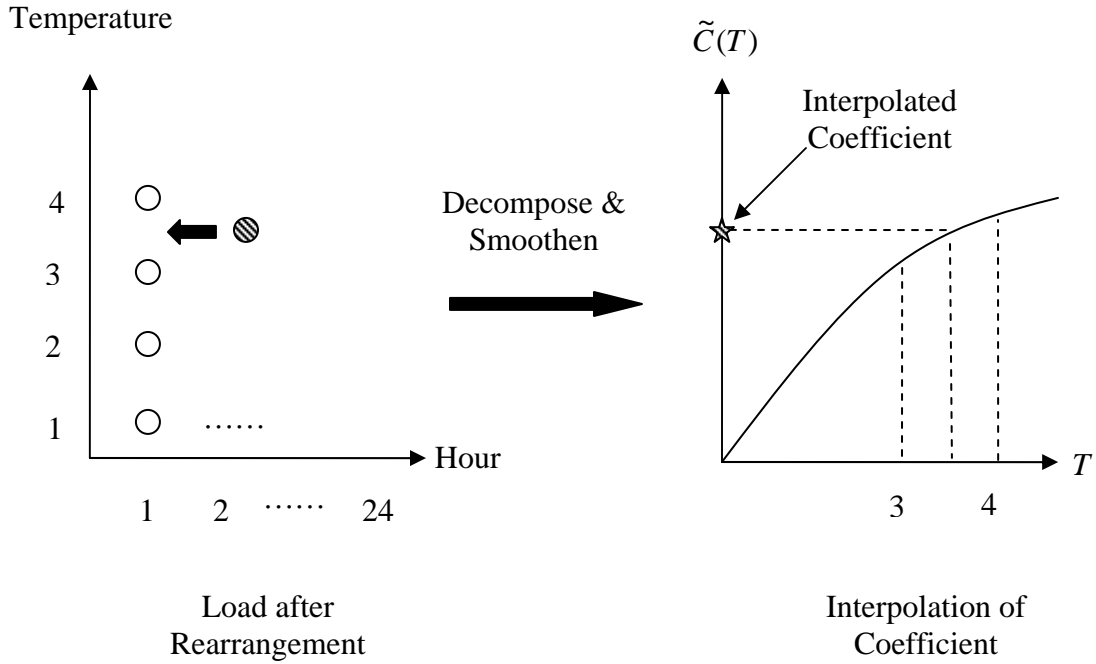 Temperature
4
3
2
1
……
Hour
1 2 …… 24
Load after
Rearrangement
Decompose &
Smoothen
C̃(T)
Interpolated
Coefficient
T
3 4
Interpolation of
Coefficient